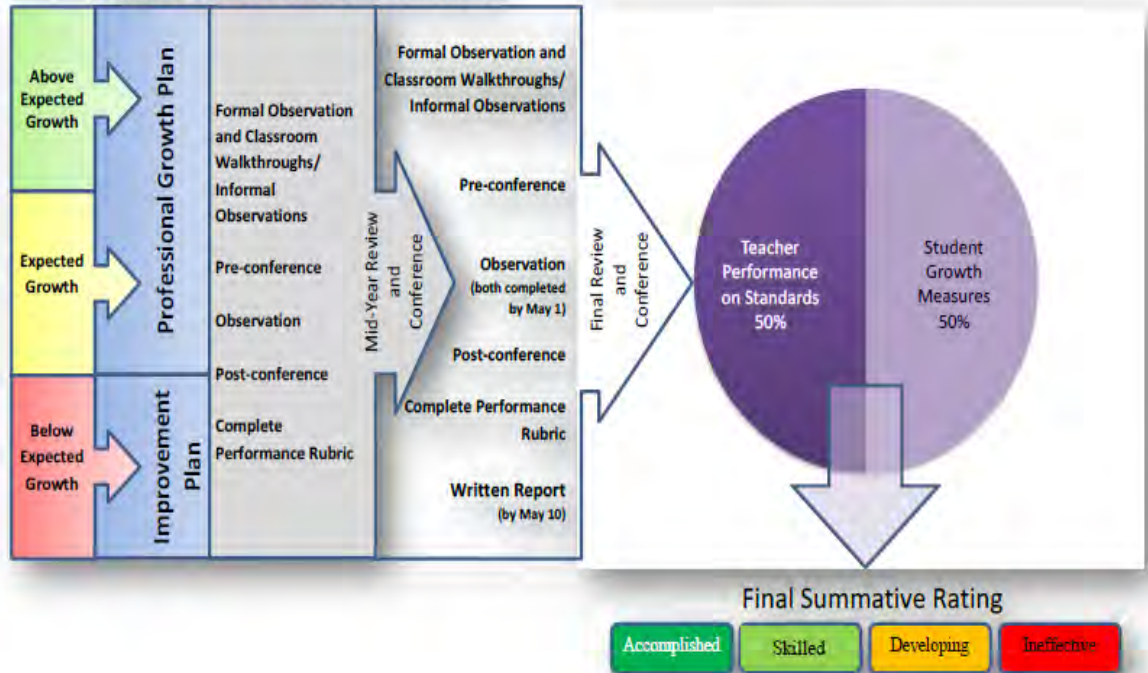 Above
Expected
Growth
Expected
Growth
Below
Expected
Growth
Professional Growth Plan
Improvement
Plan
Formal Observation
and Classroom
Walkthroughs/
Informal
Observations
Pre-conference
Observation
Post-conference
Complete
Performance Rubric
Mid-Year Review
and
Conference
Formal Observation and
Classroom Walkthroughs/
Informal Observations
Pre-conference
Observation
(both completed
by May 1)
Post-conference
Complete Performance
Rubric
Written Report
(by May 10)
Final Review
and
Conference
Teacher
Performance
on Standards
50%
Student
Growth
Measures
50%
Final Summative Rating
Accomplished
Skilled
Developing
Ineffective